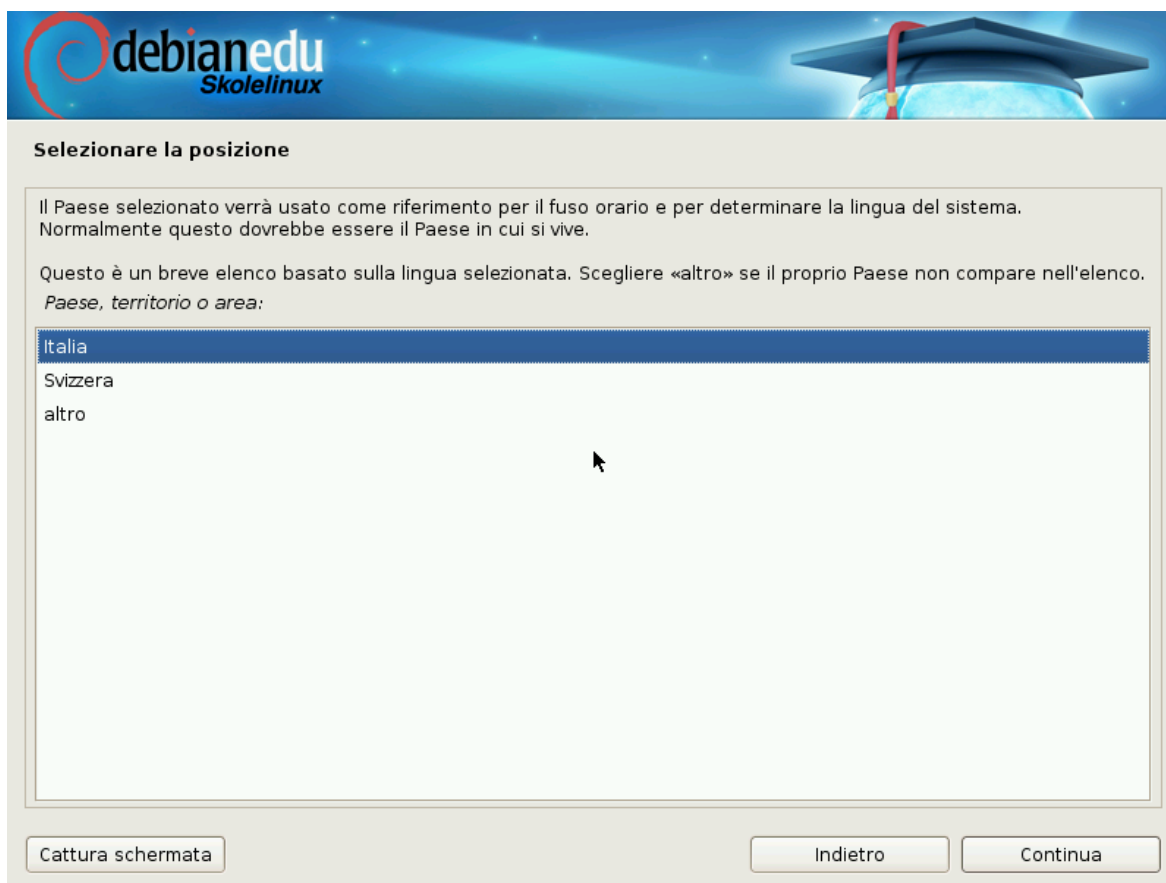 debianedu
Skolelinux
Selezionare la posizione
Il Paese selezionato verrà usato come riferimento per il fuso orario e per determinare la lingua del sistema.
Normalmente questo dovrebbe essere il Paese in cui si vive.
Questo è un breve elenco basato sulla lingua selezionata. Scegliere «altro» se il proprio Paese non compare nell'elenco.
Paese, territorio o area:
Italia
Svizzera
altro
Cattura schermata
Indietro
Continua